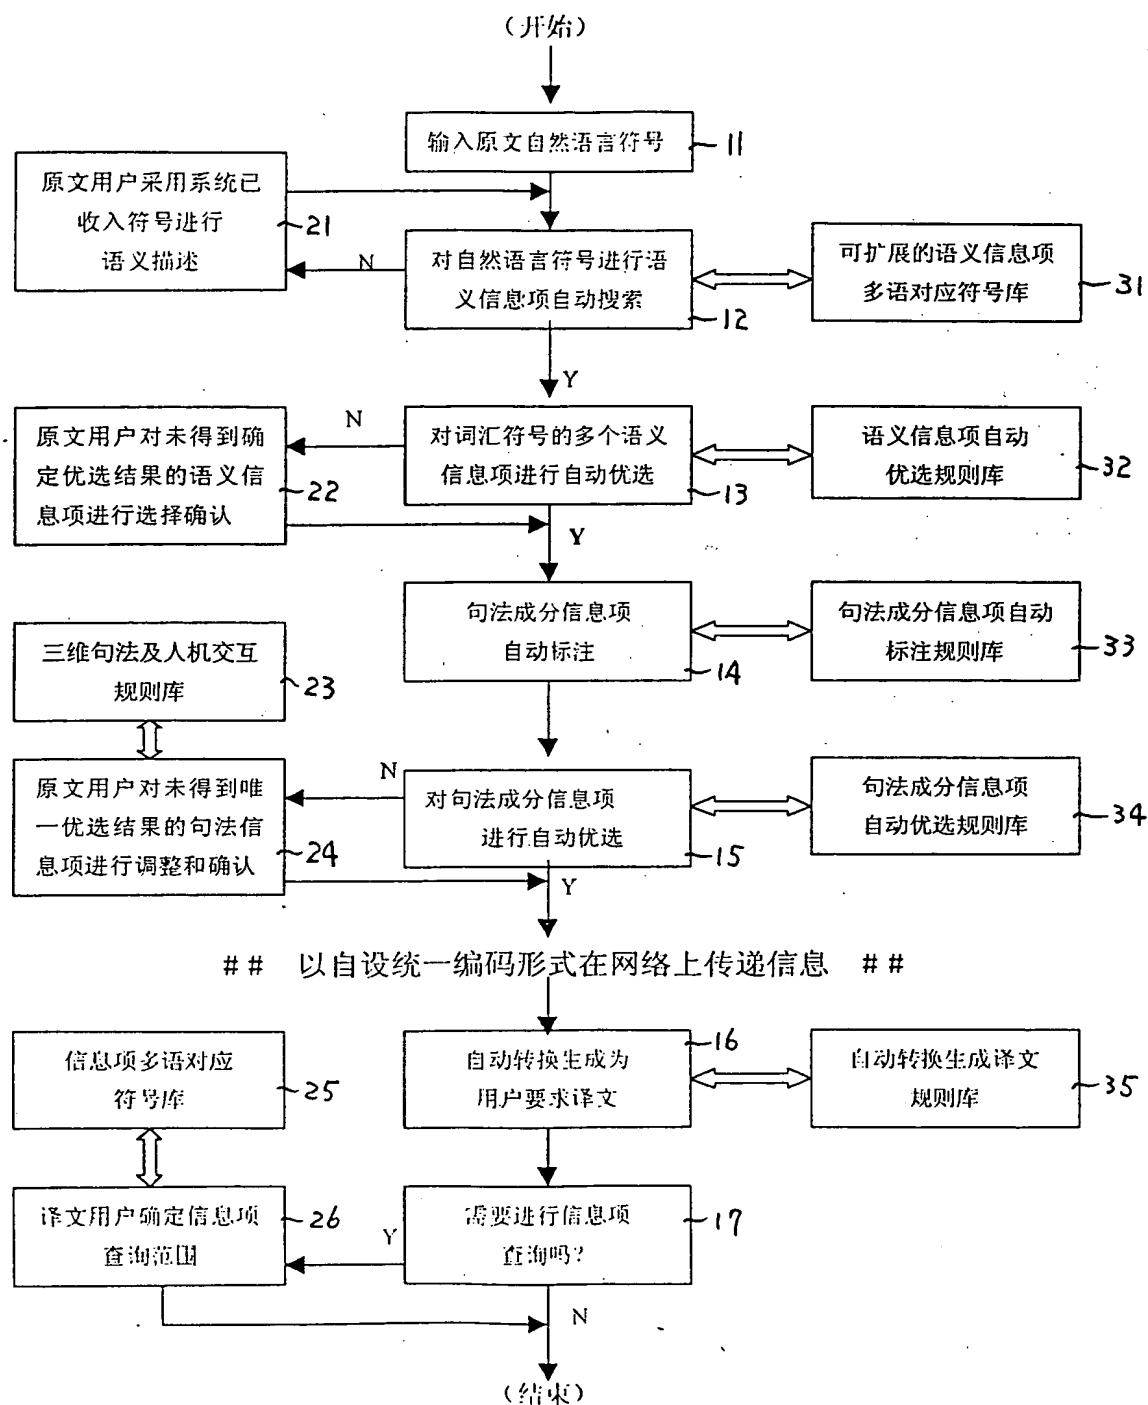 （开始）
输入原文自然语言符号
11
原文用户采用系统已
收入符号进行
语义描述
21
N
对自然语言符号进行语
义信息项自动搜索
12
可扩展的语义信息项
多语对应符号库
31
Y
原文用户对未得到确
定优选结果的语义信
息项进行选择确认
22
N
对词汇符号的多个语义
信息项进行自动优选
13
语义信息项自动
优选规则库
32
Y
句法成分信息项
自动标注
14
句法成分信息项自动
标注规则库
33
三维句法及人机交互
规则库
23
原文用户对未得到唯
一优选结果的句法信
息项进行调整和确认
24
N
对句法成分信息项
进行自动优选
15
句法成分信息项
自动优选规则库
34
Y
## 以自设统一编码形式在网络上传递信息 ##
信息项多语对应
符号库
25
自动转换生成为
用户要求译文
16
自动转换生成译文
规则库
35
译文用户确定信息项
查询范围
26
Y
需要进行信息项
查询吗？
17
N
（结束）